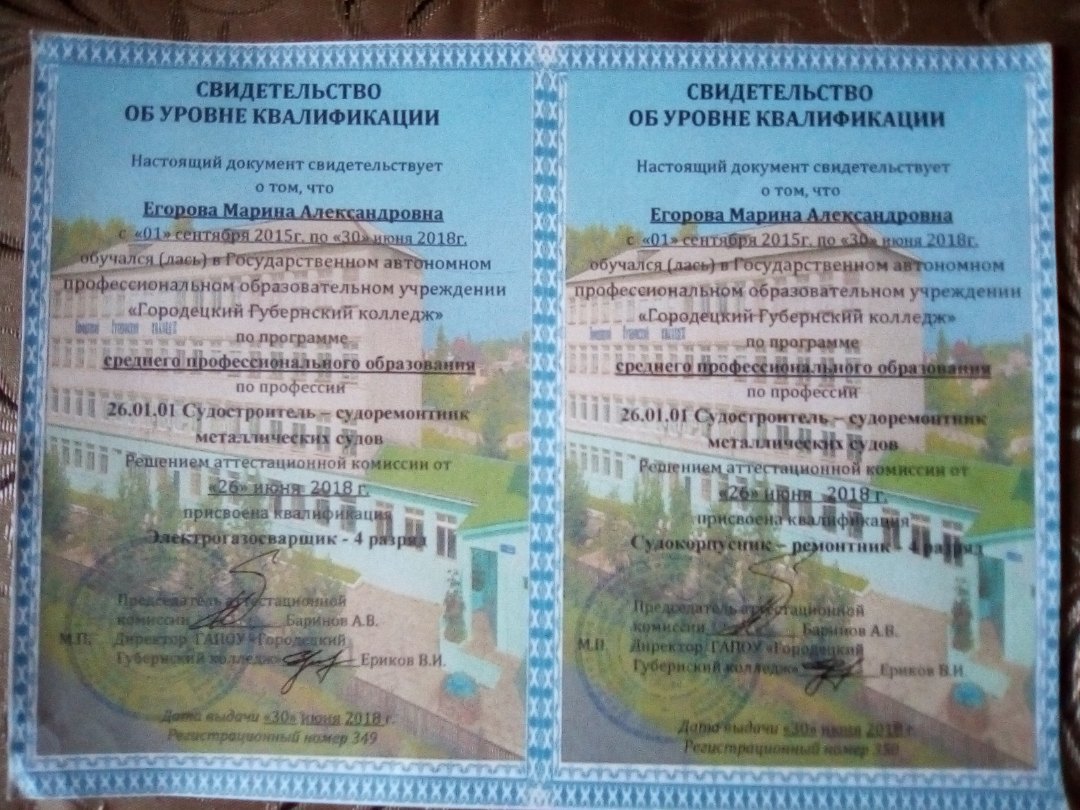 СВИДЕТЕЛЬСТВО
ОБ УРОВНЕ КВАЛИФИКАЦИИ
Настоящий документ свидетельствует
о том, что
Егорова Марина Александровна
с «01» сентября 2015г. по «30» июня 2018г.
обучался (лась) в Государственном автономном
профессиональном образовательном учреждении
«Городецкий Губернский колледж»
по программе
среднего профессионального образования
по профессии
26.01.01 Судостроитель – судоремонтник
металлических судов
Решением аттестационной комиссии от
«26» июня 2018 г.
присвоена квалификация
Электрогазосварщик - 4 разряд
Председатель аттестационной
комиссии Баринов А.В.
М.П. Директор ГАПОУ «Городецкий
Губернский колледж» Ериков В.И.
Дата выдачи «30» июня 2018 г.
Регистрационный номер 349
СВИДЕТЕЛЬСТВО
ОБ УРОВНЕ КВАЛИФИКАЦИИ
Настоящий документ свидетельствует
о том, что
Егорова Марина Александровна
с «01» сентября 2015г. по «30» июня 2018г.
обучался (лась) в Государственном автономном
профессиональном образовательном учреждении
«Городецкий Губернский колледж»
по программе
среднего профессионального образования
по профессии
26.01.01 Судостроитель – судоремонтник
металлических судов
Решением аттестационной комиссии от
«26» июня 2018 г.
присвоена квалификация
Судокорпусник – ремонтник - 4 разряд
Председатель аттестационной
комиссии Баринов А.В.
М.П. Директор ГАПОУ «Городецкий
Губернский колледж» Ериков В.И.
Дата выдачи «30» июня 2018 г.
Регистрационный номер 350